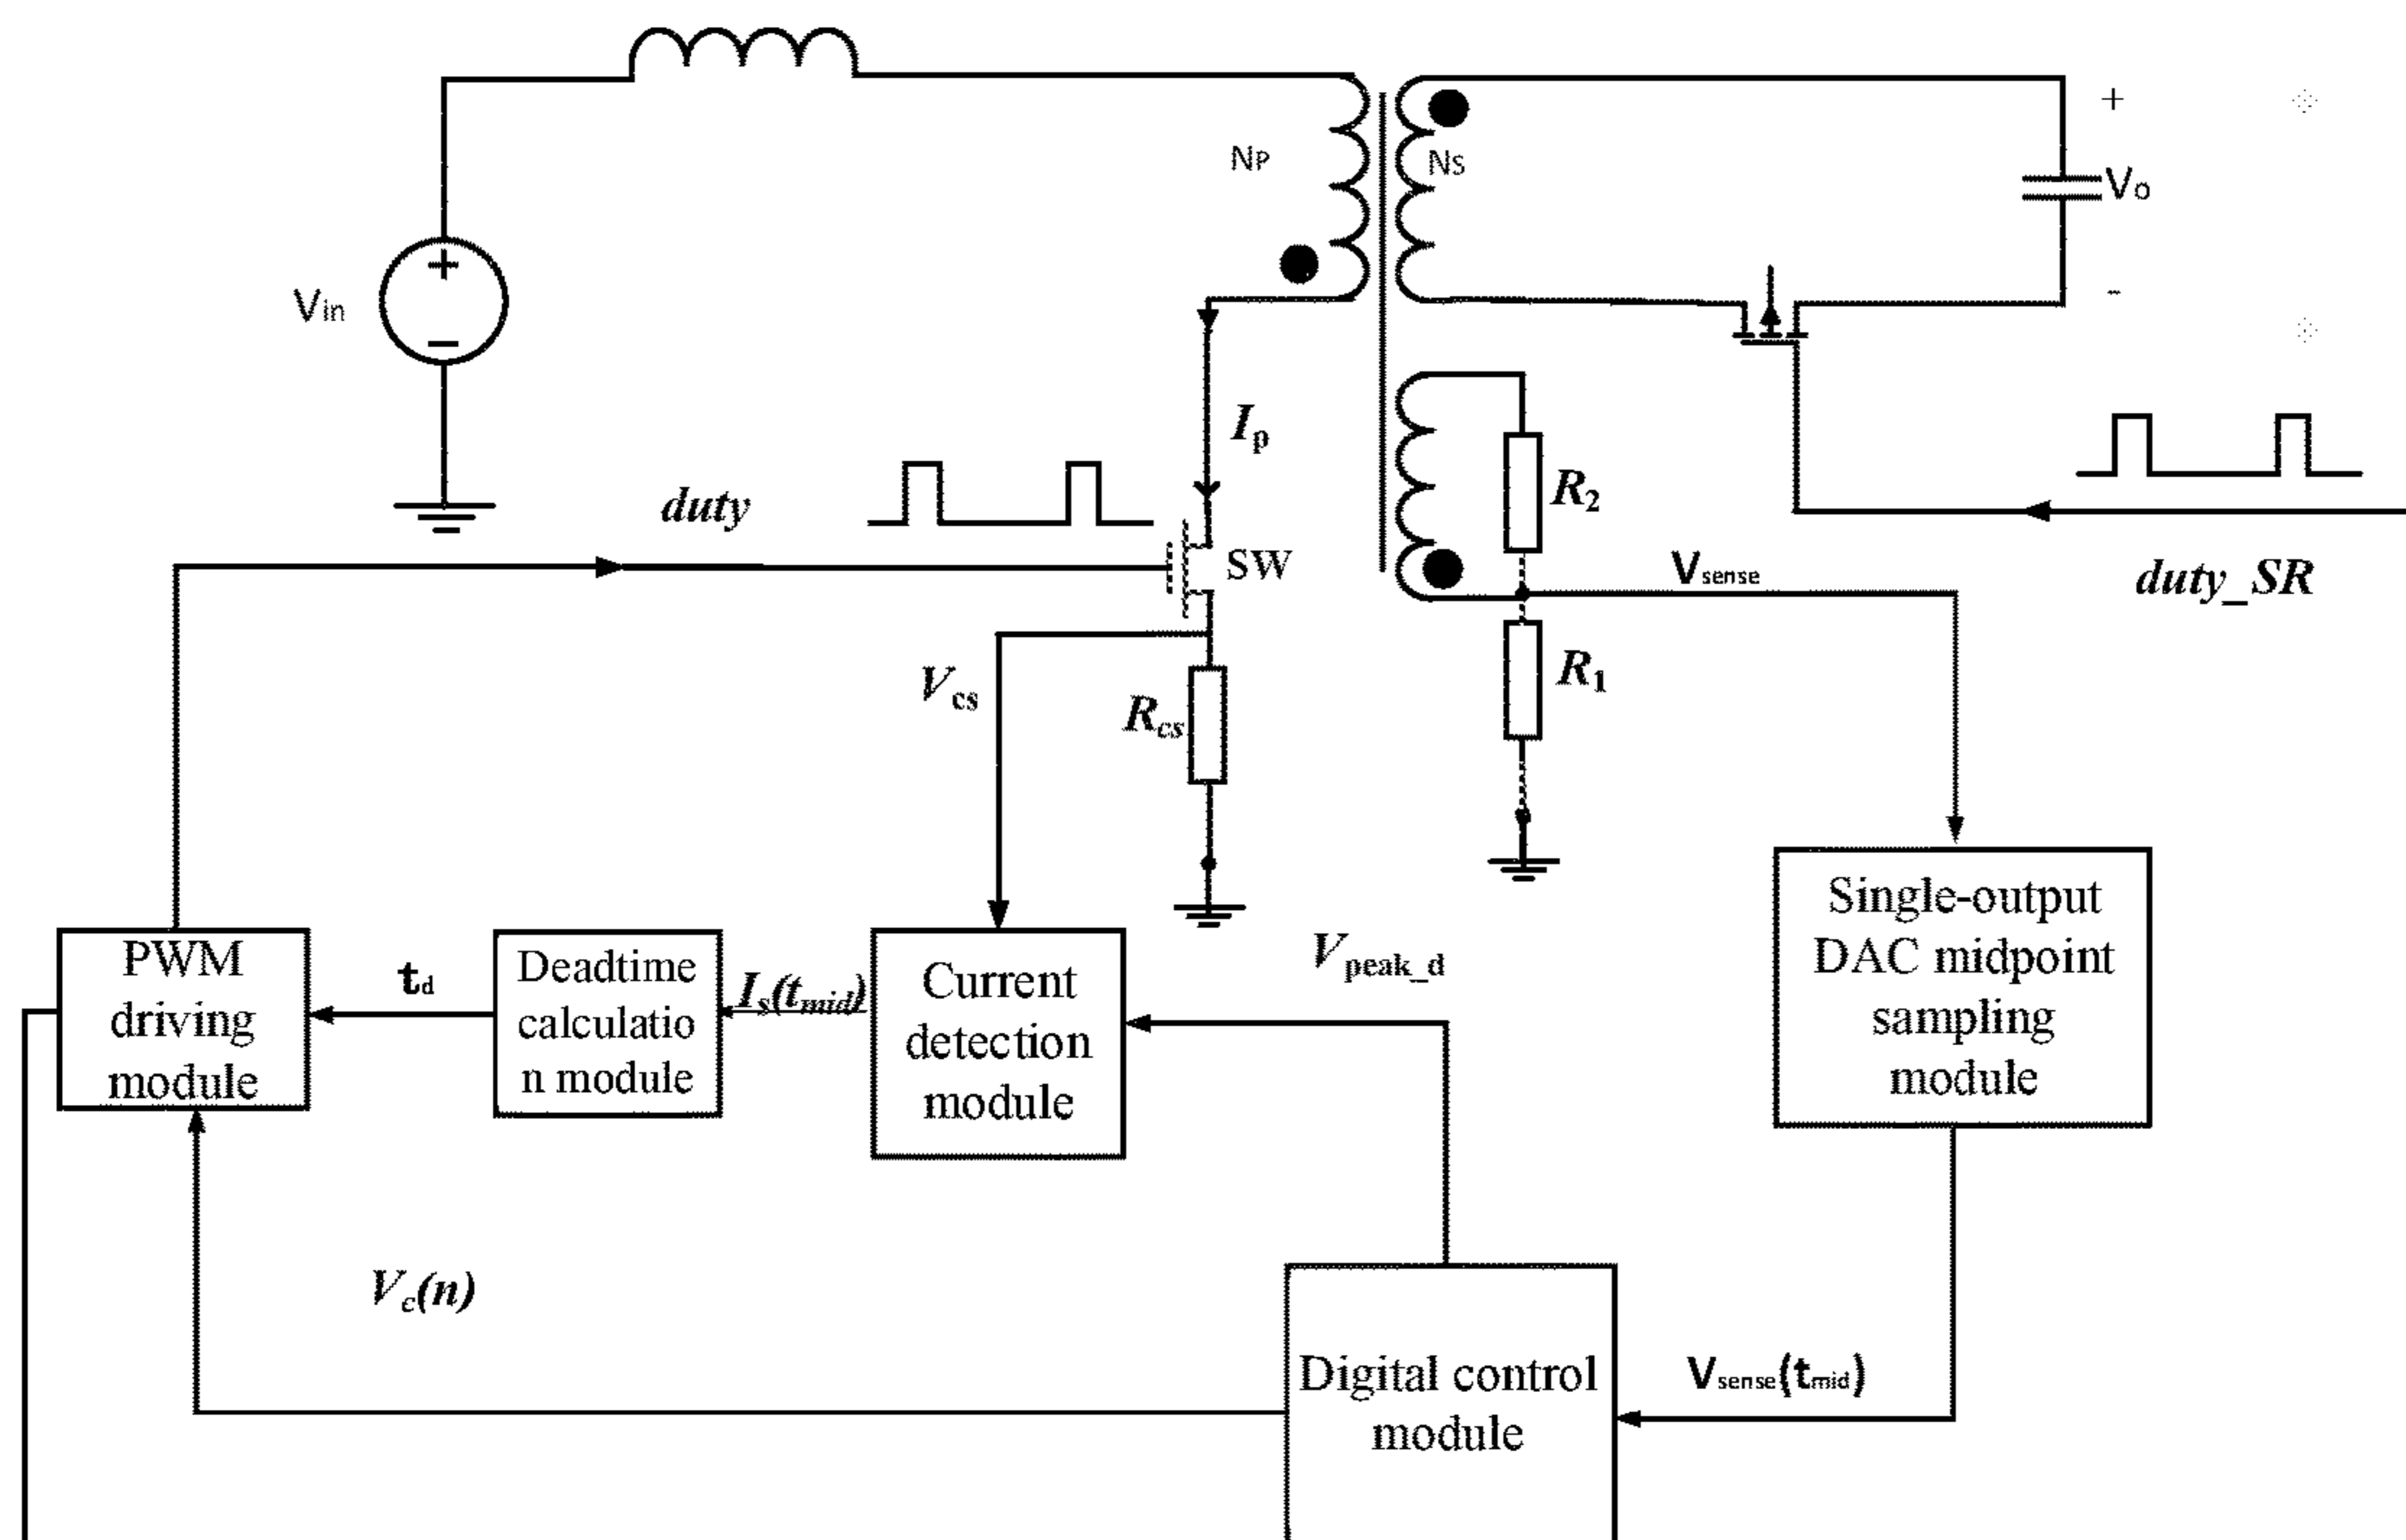 +
NP
NS
Vo
+
Vin
−
-
Ip
duty
R2
SW
Vsense
duty_SR
Vcs
Rcs
R1
Single-output
DAC midpoint
sampling
module
PWM
driving
module
td
Deadtime
calculatio
n module
Is(tmid)
Current
detection
module
Vpeak_d
Vc(n)
Digital control
module
Vsense(tmid)